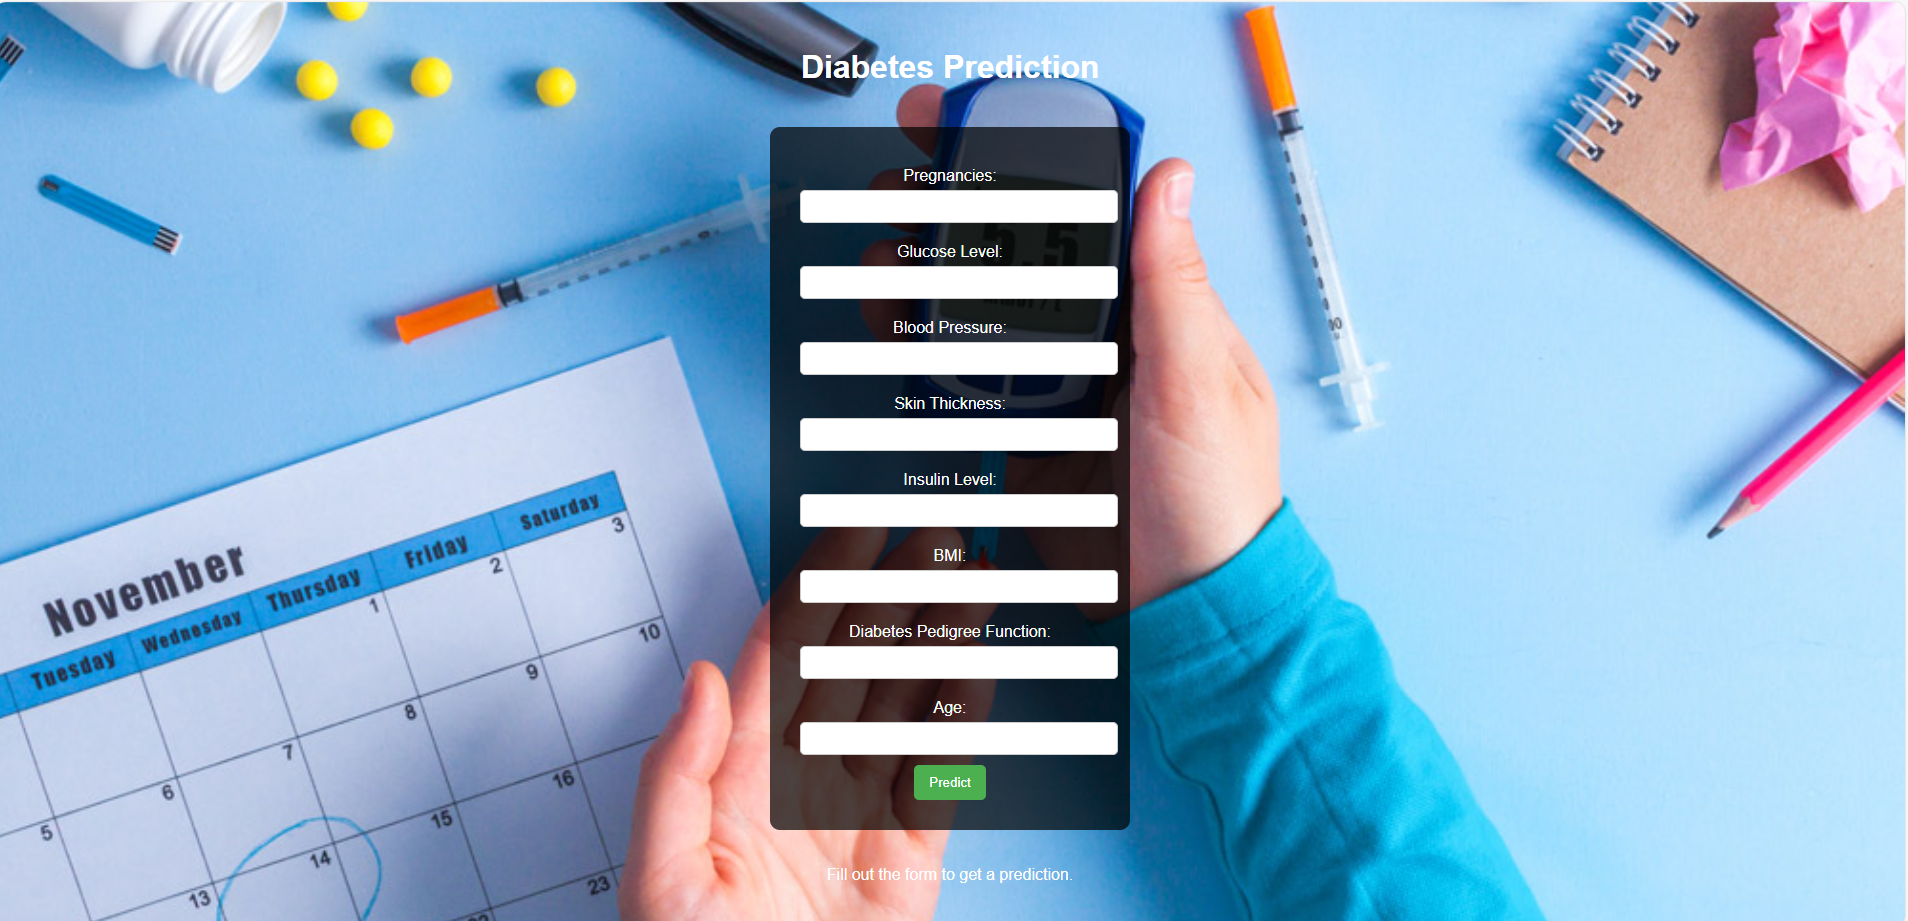 Diabetes Prediction
Pregnancies:
Glucose Level:
5.5
Blood Pressure:
Skin Thickness:
Insulin Level:
BMI:
Diabetes Pedigree Function:
Age:
Predict
Fill out the form to get a prediction.
November
Tuesday Wednesday Thursday Friday Saturday
1 2 3
5 6 7 8 9 10
13 14 15 16
23